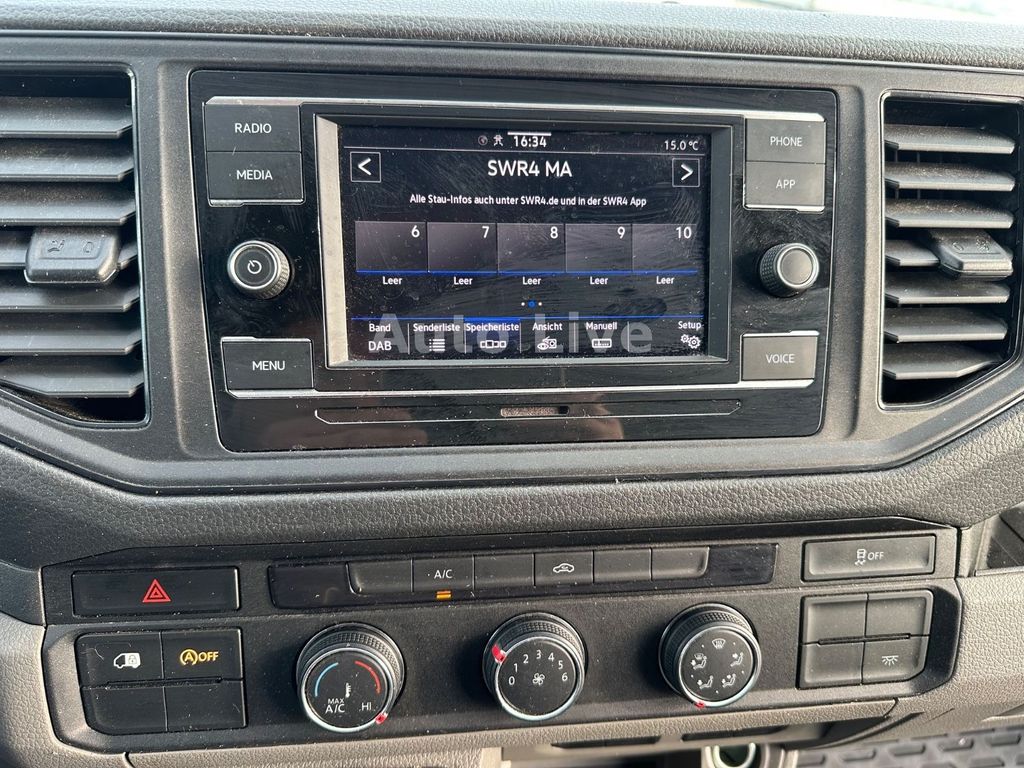 RADIO
MEDIA
PHONE
APP
16:34
15.0 °C
<
SWR4 MA
>
Alle Stau-Infos auch unter SWR4.de und in der SWR4 App
6 7 8 9 10
Leer Leer Leer Leer Leer
Band Senderliste Speicherliste Ansicht Manuell Setup
DAB
Auto Live
MENU
VOICE
A/C
OFF
A OFF
MAX A/C
HI
0 1 2 3 4 5 6